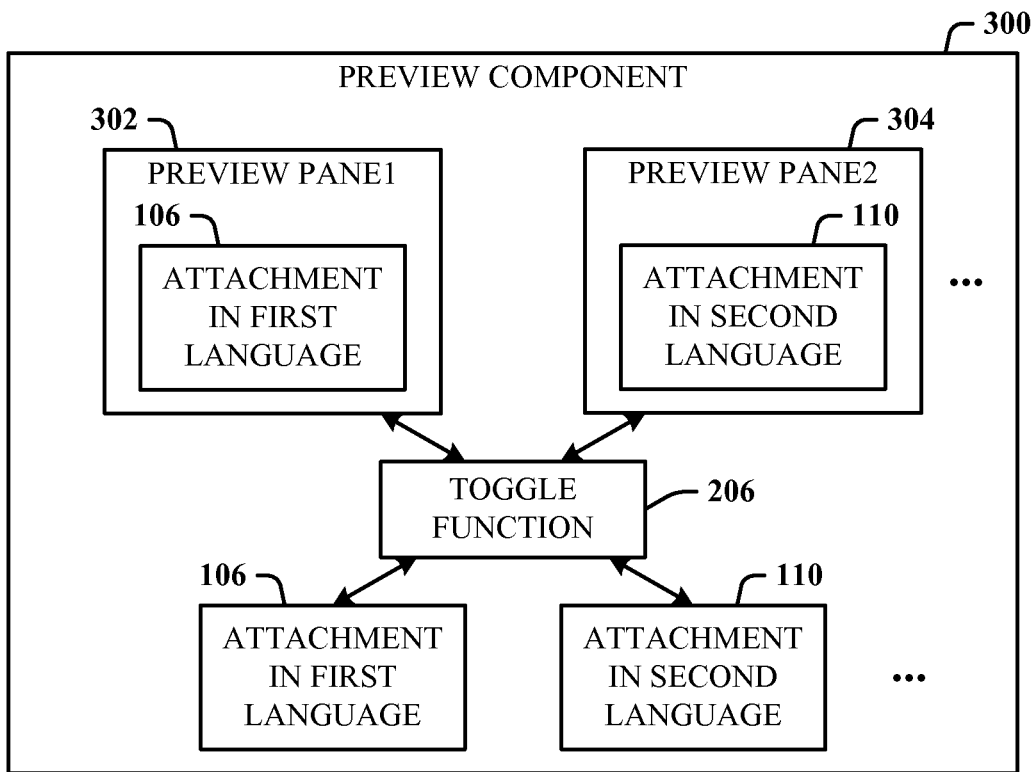 300
PREVIEW COMPONENT
302
304
PREVIEW PANE1
PREVIEW PANE2
106
110
ATTACHMENT
IN FIRST
LANGUAGE
ATTACHMENT
IN SECOND
LANGUAGE
...
TOGGLE
FUNCTION
206
106
110
ATTACHMENT
IN FIRST
LANGUAGE
ATTACHMENT
IN SECOND
LANGUAGE
...